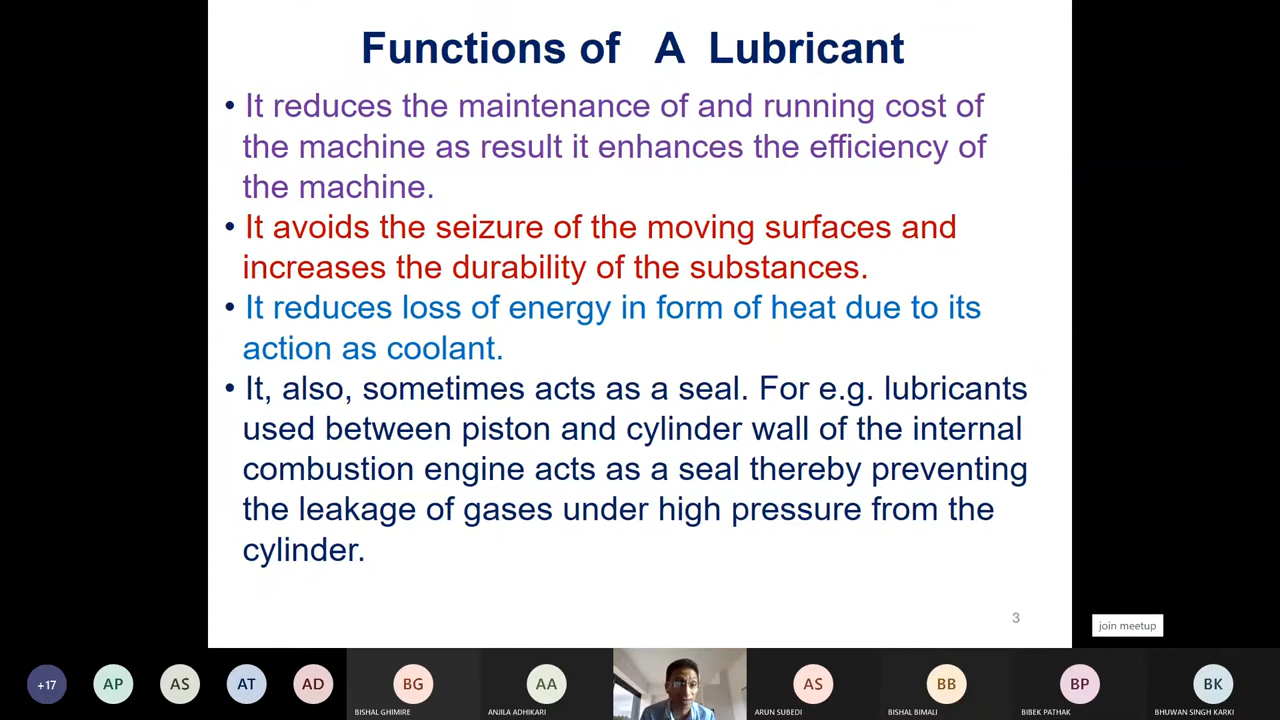 Functions of A Lubricant
• It reduces the maintenance of and running cost of
the machine as result it enhances the efficiency of
the machine.
• It avoids the seizure of the moving surfaces and
increases the durability of the substances.
• It reduces loss of energy in form of heat due to its
action as coolant.
• It, also, sometimes acts as a seal. For e.g. lubricants
used between piston and cylinder wall of the internal
combustion engine acts as a seal thereby preventing
the leakage of gases under high pressure from the
cylinder.
3
join meetup
+17 AP AS AT AD BG AA AS BB BP BK
BISHAL GHIMIRE ANJILA ADHIKARI ARUN SUBEDI BISHAL BIMALI BIBEK PATHAK BHUWAN SINGH KARKI